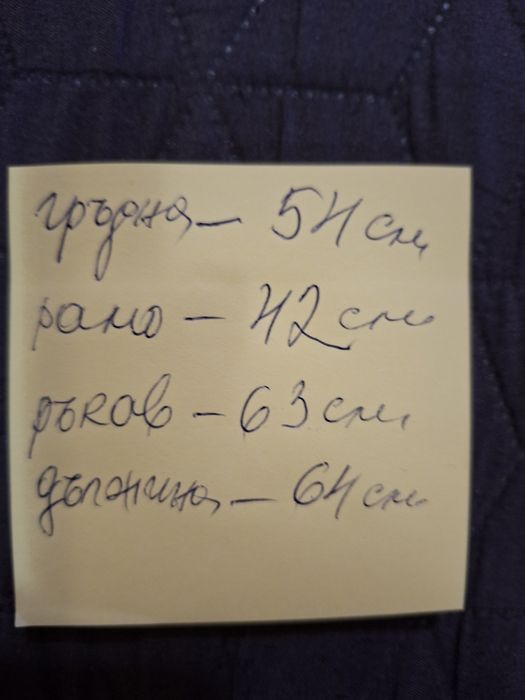 гръдна - 54 см
рамо - 42 см
ръкав - 63 см
дължина - 64 см